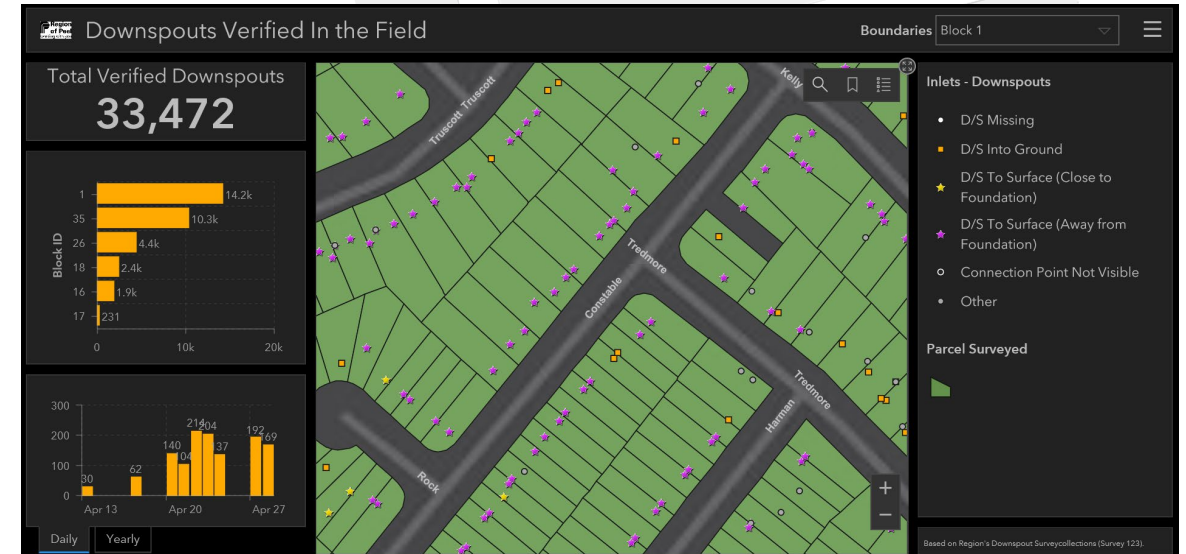 Region
of Peel
working with you
Downspouts Verified In the Field
Boundaries Block 1
Total Verified Downspouts
33,472
Block ID
1 14.2k
35 10.3k
26 4.4k
18 2.4k
16 1.9k
17 231
0 10k 20k
300
200
100
0
30 62 140 104 214 204 137 192 169
Apr 13 Apr 20 Apr 27
Daily Yearly
Truscott Truscott
Kelly
Tredmore
Constable
Tredmore
Harman
Rock
+
−
Inlets - Downspouts
D/S Missing
D/S Into Ground
D/S To Surface (Close to
Foundation)
D/S To Surface (Away from
Foundation)
Connection Point Not Visible
Other
Parcel Surveyed
Based on Region's Downspout Surveycollections (Survey 123).